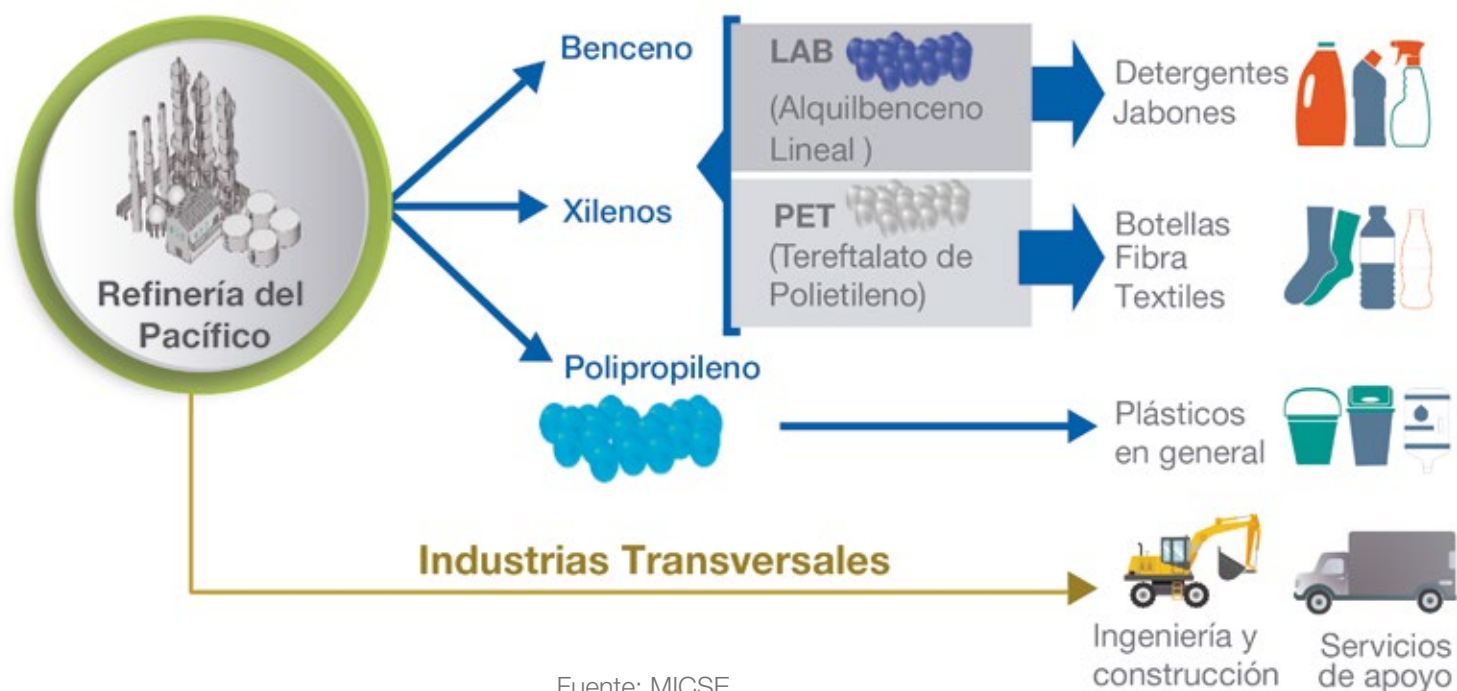 Refinería del
Pacífico
Benceno
Xilenos
Polipropileno
LAB
(Alquilbenceno
Lineal )
PET
(Tereftalato de
Polietileno)
Detergentes
Jabones
Botellas
Fibra
Textiles
Plásticos
en general
Industrias Transversales
Ingeniería y
construcción
Servicios
de apoyo
Fuente: MICSE